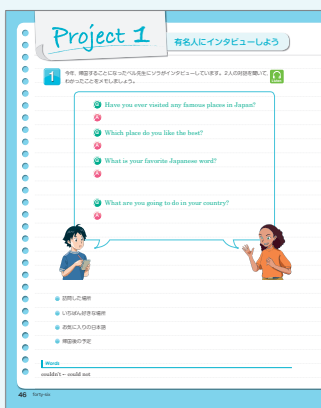 Project 1
有名人にインタビューしよう
1
今年、帰国することになったベル先生にソラがインタビューしています。2人の対話を聞いて、
わかったことをメモしましょう。
Q Have you ever visited any famous places in Japan?
A
Q Which place do you like the best?
A
Q What is your favorite Japanese word?
A
Q What are you going to do in your country?
A
訪問した場所
いちばん好きな場所
お気に入りの日本語
帰国後の予定
Words
couldn't ← could not
46 forty-six